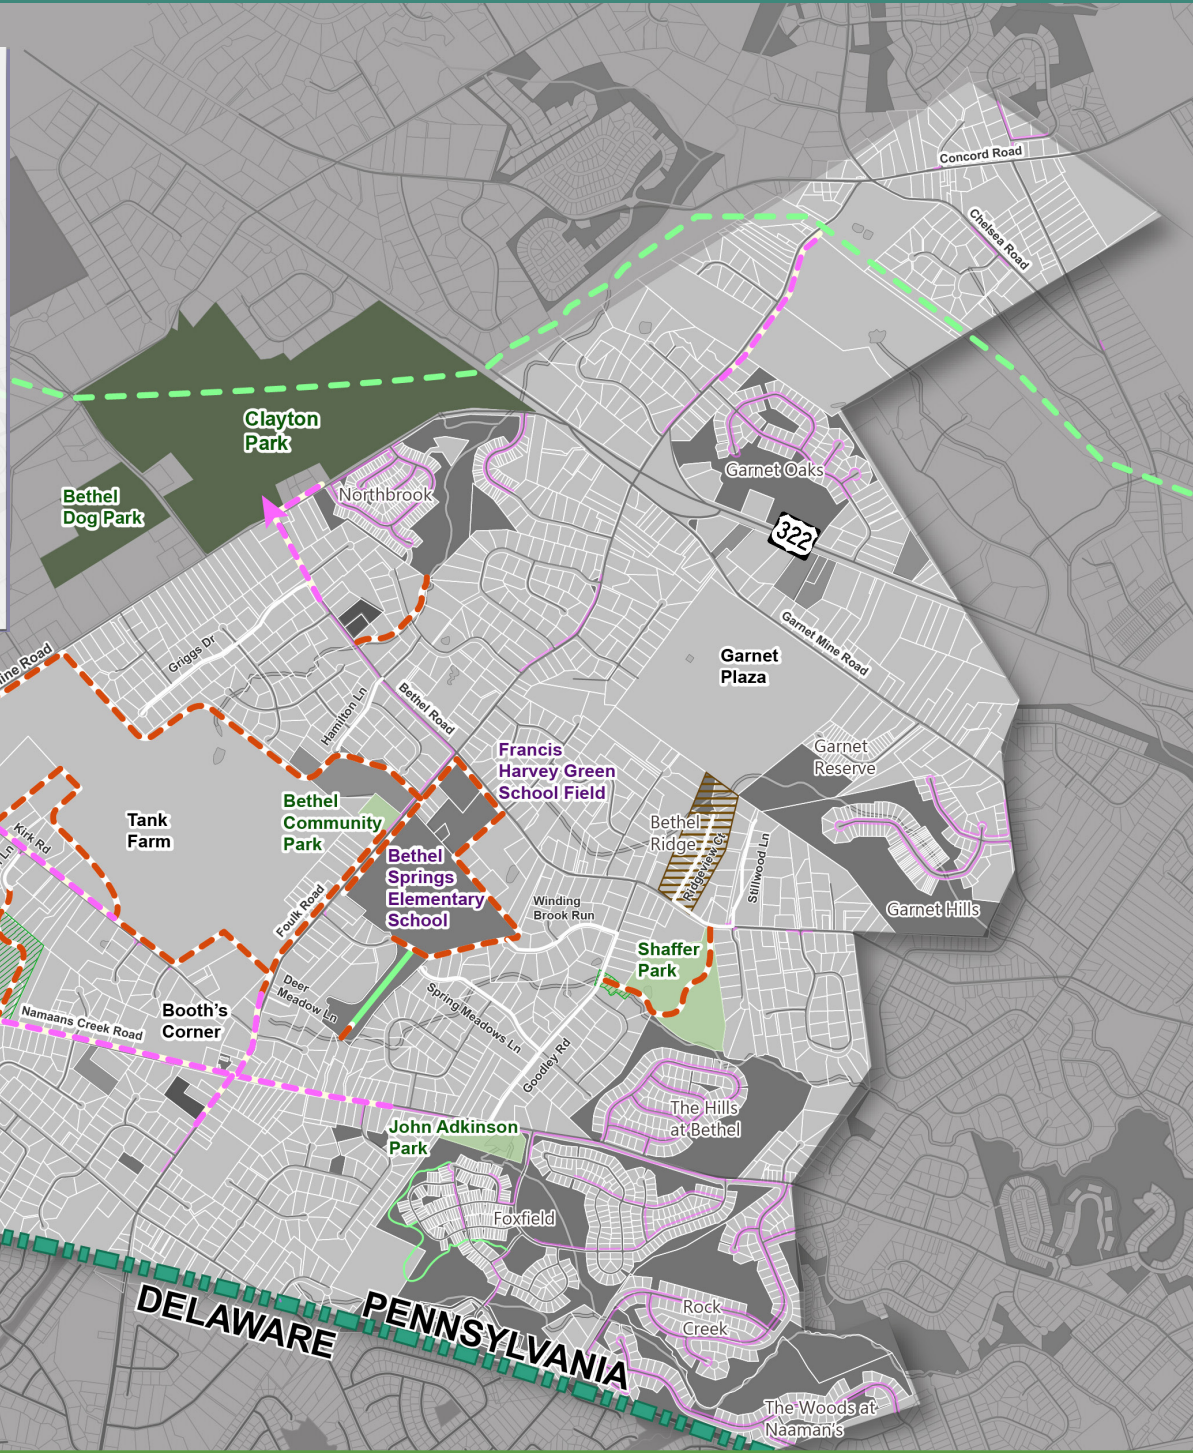 Concord Road
Chelsea Road
Clayton
Park
Bethel
Dog Park
Northbrook
Garnet Oaks
322
Griggs Dr
Hamilton Ln
Bethel Road
Garnet Mine Road
Garnet
Plaza
Garnet
Reserve
Francis
Harvey Green
School Field
Bethel
Community
Park
Tank
Farm
Kirk Rd
Ln
Bethel
Springs
Elementary
School
Bethel
Ridge
Ridgeview Ct
Stillwood Ln
Garnet Hills
Foulk Road
Winding
Brook Run
Shaffer
Park
Deer
Meadow Ln
Spring Meadows Ln
Goodley Rd
Booth's
Corner
Namaans Creek Road
The Hills
at Bethel
John Adkinson
Park
Foxfield
Rock
Creek
DELAWARE
PENNSYLVANIA
The Woods at
Naaman's